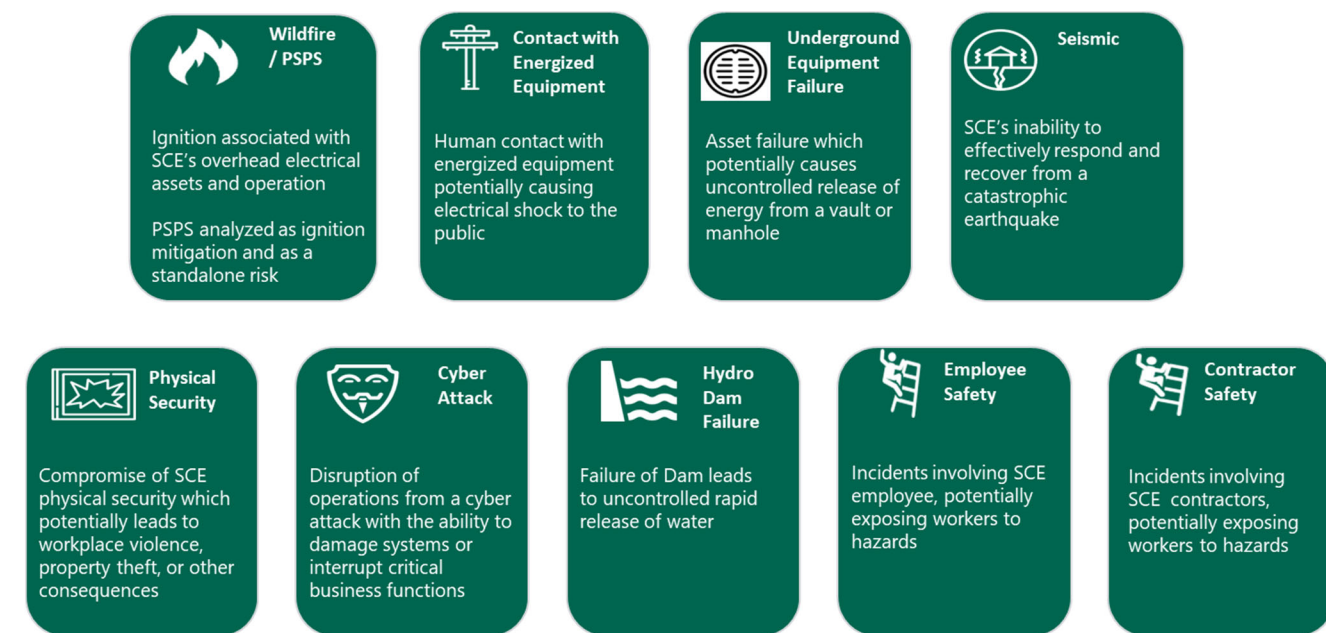 Wildfire
/ PSPS
Ignition associated with
SCE's overhead electrical
assets and operation
PSPS analyzed as ignition
mitigation and as a
standalone risk
Contact with
Energized
Equipment
Human contact with
energized equipment
potentially causing
electrical shock to the
public
Underground
Equipment
Failure
Asset failure which
potentially causes
uncontrolled release of
energy from a vault or
manhole
Seismic
SCE's inability to
effectively respond and
recover from a
catastrophic
earthquake
Physical
Security
Compromise of SCE
physical security which
potentially leads to
workplace violence,
property theft, or other
consequences
Cyber
Attack
Disruption of
operations from a cyber
attack with the ability to
damage systems or
interrupt critical
business functions
Hydro
Dam
Failure
Failure of Dam leads
to uncontrolled rapid
release of water
Employee
Safety
Incidents involving SCE
employee, potentially
exposing workers to
hazards
Contractor
Safety
Incidents involving
SCE contractors,
potentially exposing
workers to hazards